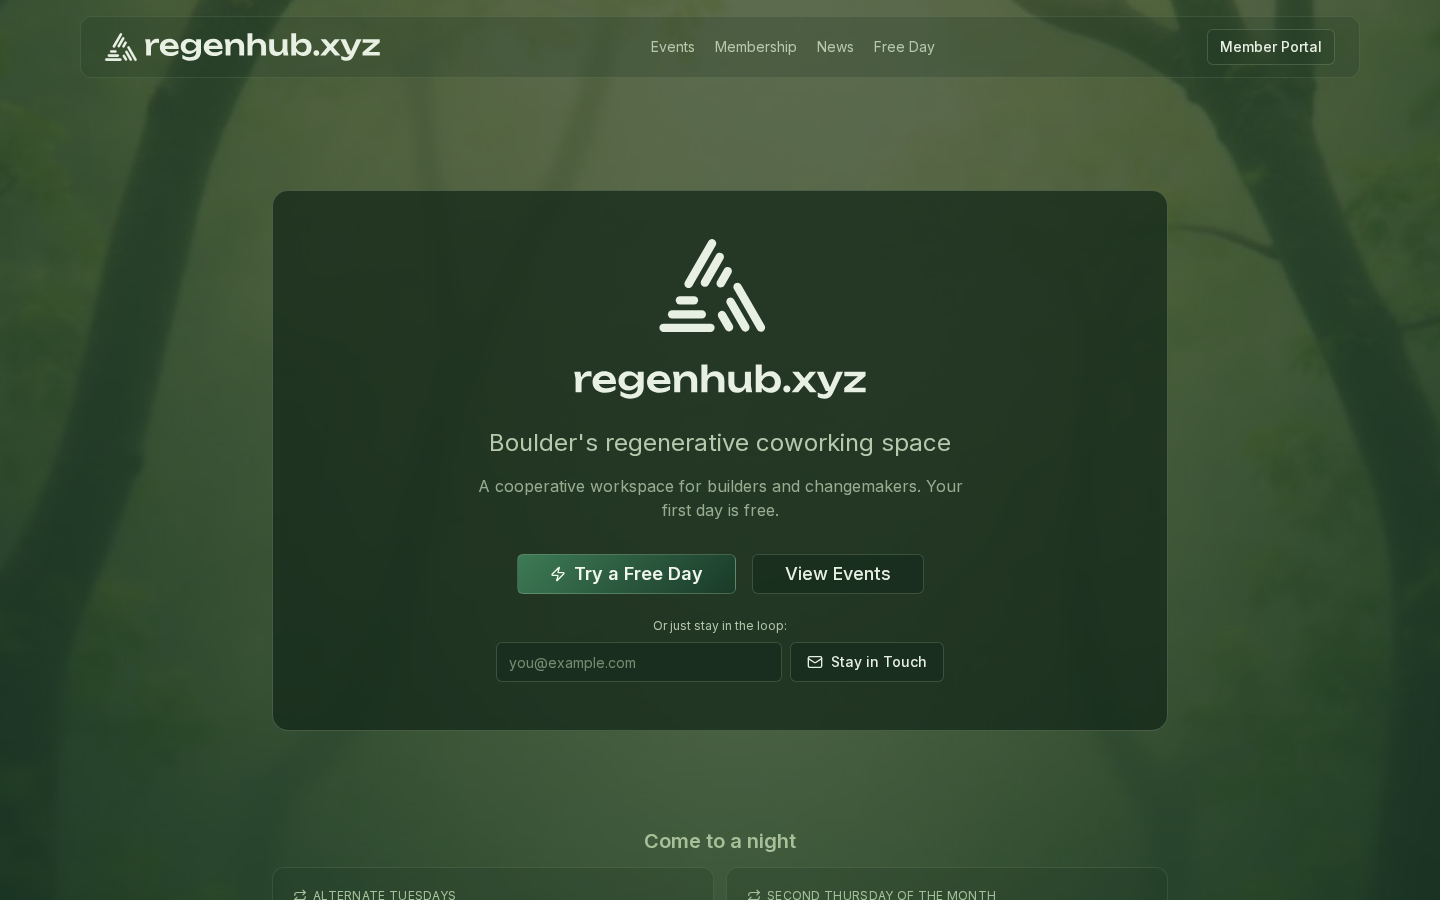 regenhub.xyz
Events Membership News Free Day
Member Portal
regenhub.xyz
Boulder's regenerative coworking space
A cooperative workspace for builders and changemakers. Your
first day is free.
Try a Free Day
View Events
Or just stay in the loop:
you@example.com
Stay in Touch
Come to a night
ALTERNATE TUESDAYS
SECOND THURSDAY OF THE MONTH